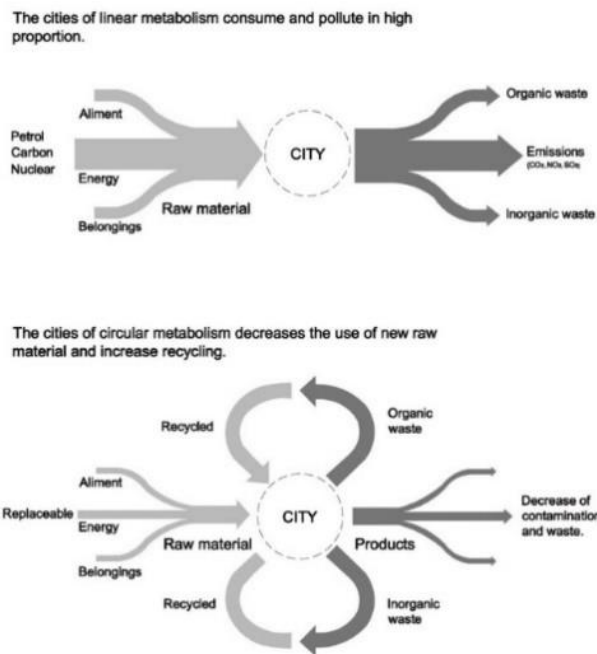 The cities of linear metabolism consume and pollute in high
proportion.
Aliment
Petrol
Carbon
Nuclear
Energy
Belongings
Raw material
CITY
Organic waste
Emissions
(CO₂, NOx, SOx)
Inorganic waste
The cities of circular metabolism decreases the use of new raw
material and increase recycling.
Recycled
Organic
waste
Aliment
Replaceable
Energy
Belongings
Raw material
CITY
Products
Decrease of
contamination
and waste.
Recycled
Inorganic
waste